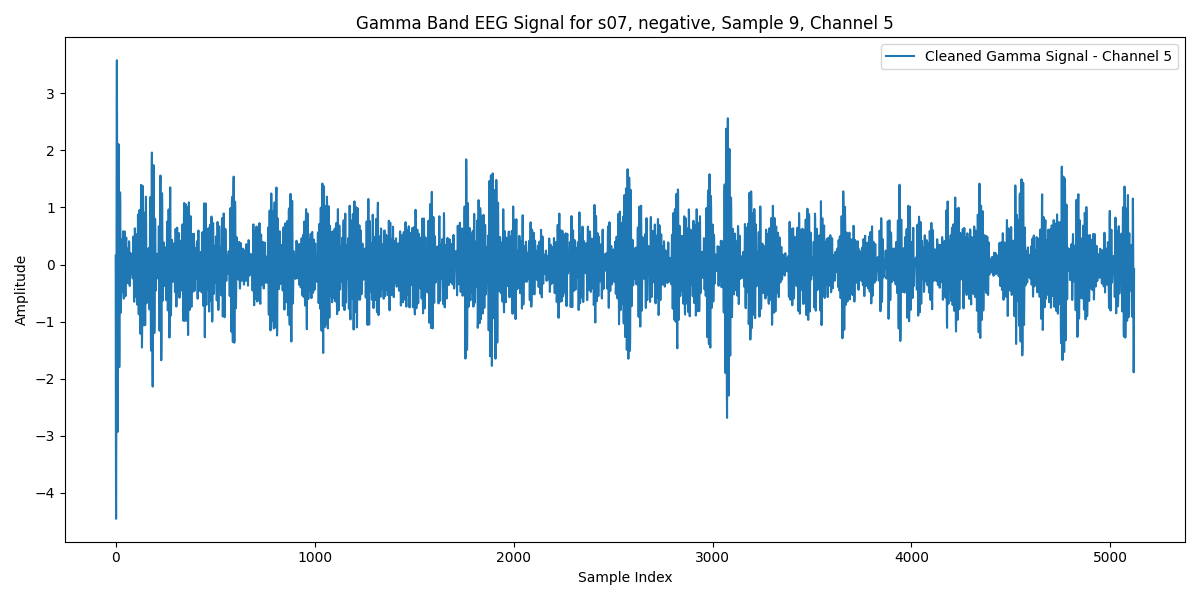 Gamma Band EEG Signal for s07, negative, Sample 9, Channel 5
Cleaned Gamma Signal - Channel 5
Amplitude
3
2
1
0
−1
−2
−3
−4
0 1000 2000 3000 4000 5000
Sample Index